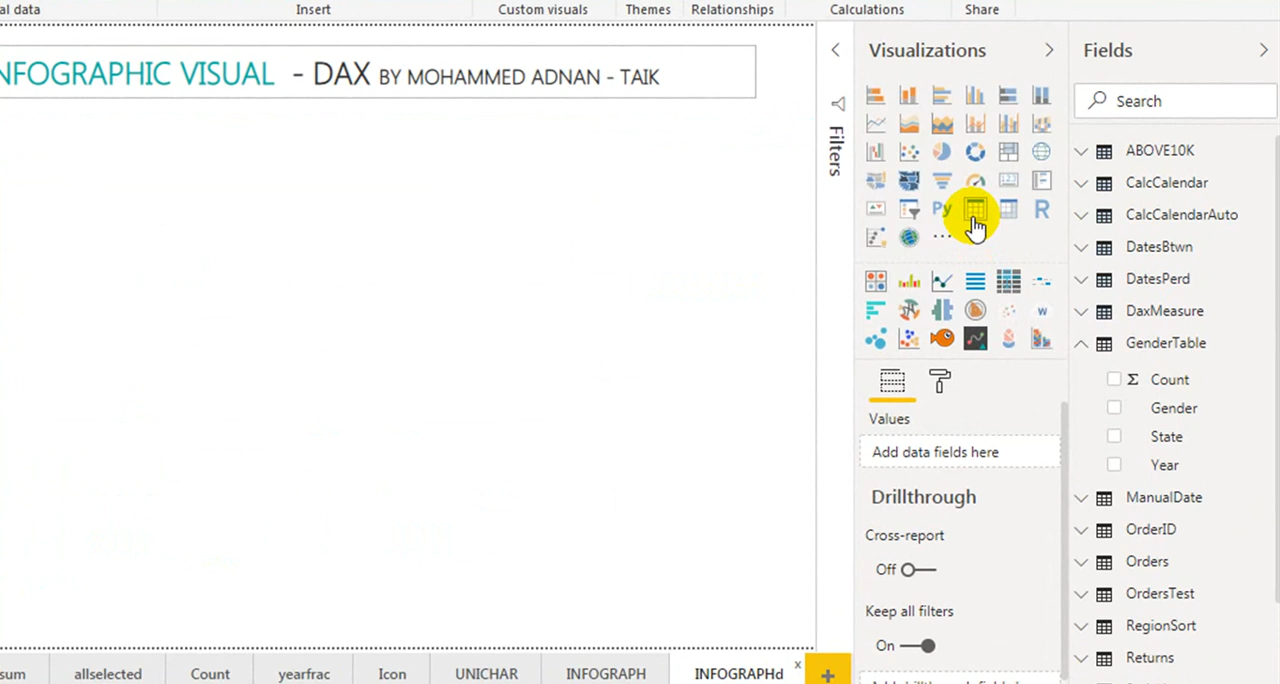 al data Insert Custom visuals Themes Relationships Calculations Share
NFOGRAPHIC VISUAL - DAX BY MOHAMMED ADNAN - TAIK
Filters
Visualizations
Py
R
W
Values
Add data fields here
Drillthrough
Cross-report
Off
Keep all filters
On
Fields
Search
ABOVE10K
CalcCalendar
CalcCalendarAuto
DatesBtwn
DatesPerd
DaxMeasure
GenderTable
Σ Count
Gender
State
Year
ManualDate
OrderID
Orders
OrdersTest
RegionSort
Returns
sum allselected Count yearfrac Icon UNICHAR INFOGRAPH INFOGRAPHd x +